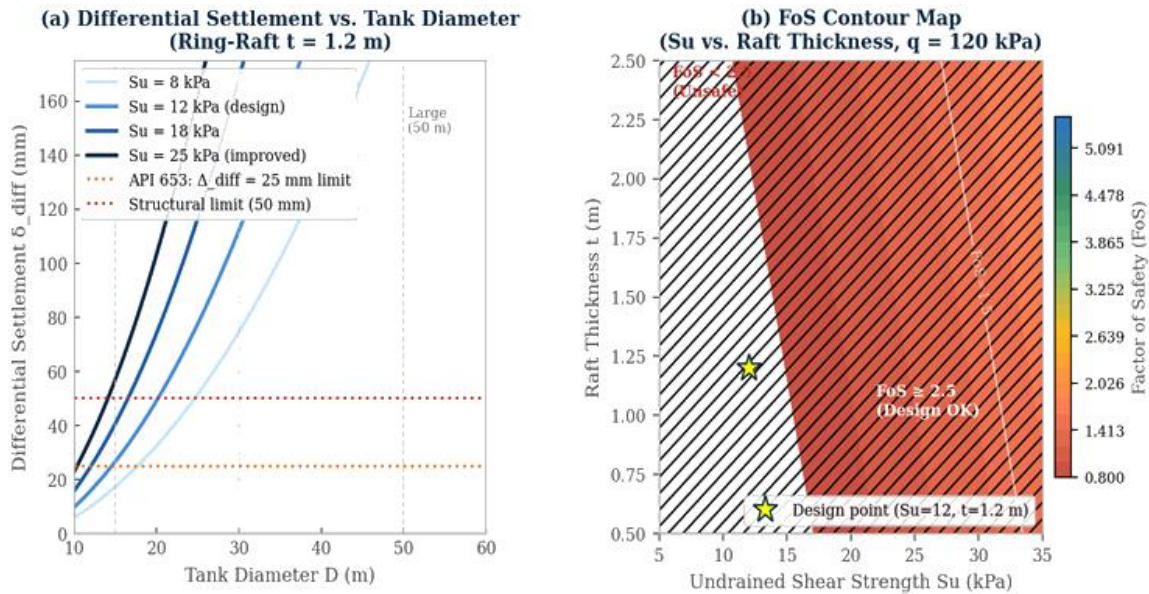 (a) Differential Settlement vs. Tank Diameter
(Ring-Raft t = 1.2 m)
Differential Settlement δ_diff (mm)
160
140
120
100
80
60
40
20
0
Su = 8 kPa
Su = 12 kPa (design)
Su = 18 kPa
Su = 25 kPa (improved)
API 653: Δ_diff = 25 mm limit
Structural limit (50 mm)
Large
(50 m)
10
20
30
40
50
60
Tank Diameter D (m)
(b) FoS Contour Map
(Su vs. Raft Thickness, q = 120 kPa)
Raft Thickness t (m)
2.50
2.25
2.00
1.75
1.50
1.25
1.00
0.75
0.50
FoS < 2.5
(Unsafe
FoS ≥ 2.5
(Design OK)
Design point (Su=12, t=1.2 m)
5
10
15
20
25
30
35
Undrained Shear Strength Su (kPa)
5.091
4.478
3.865
3.252
2.639
2.026
1.413
0.800
Factor of Safety (FoS)